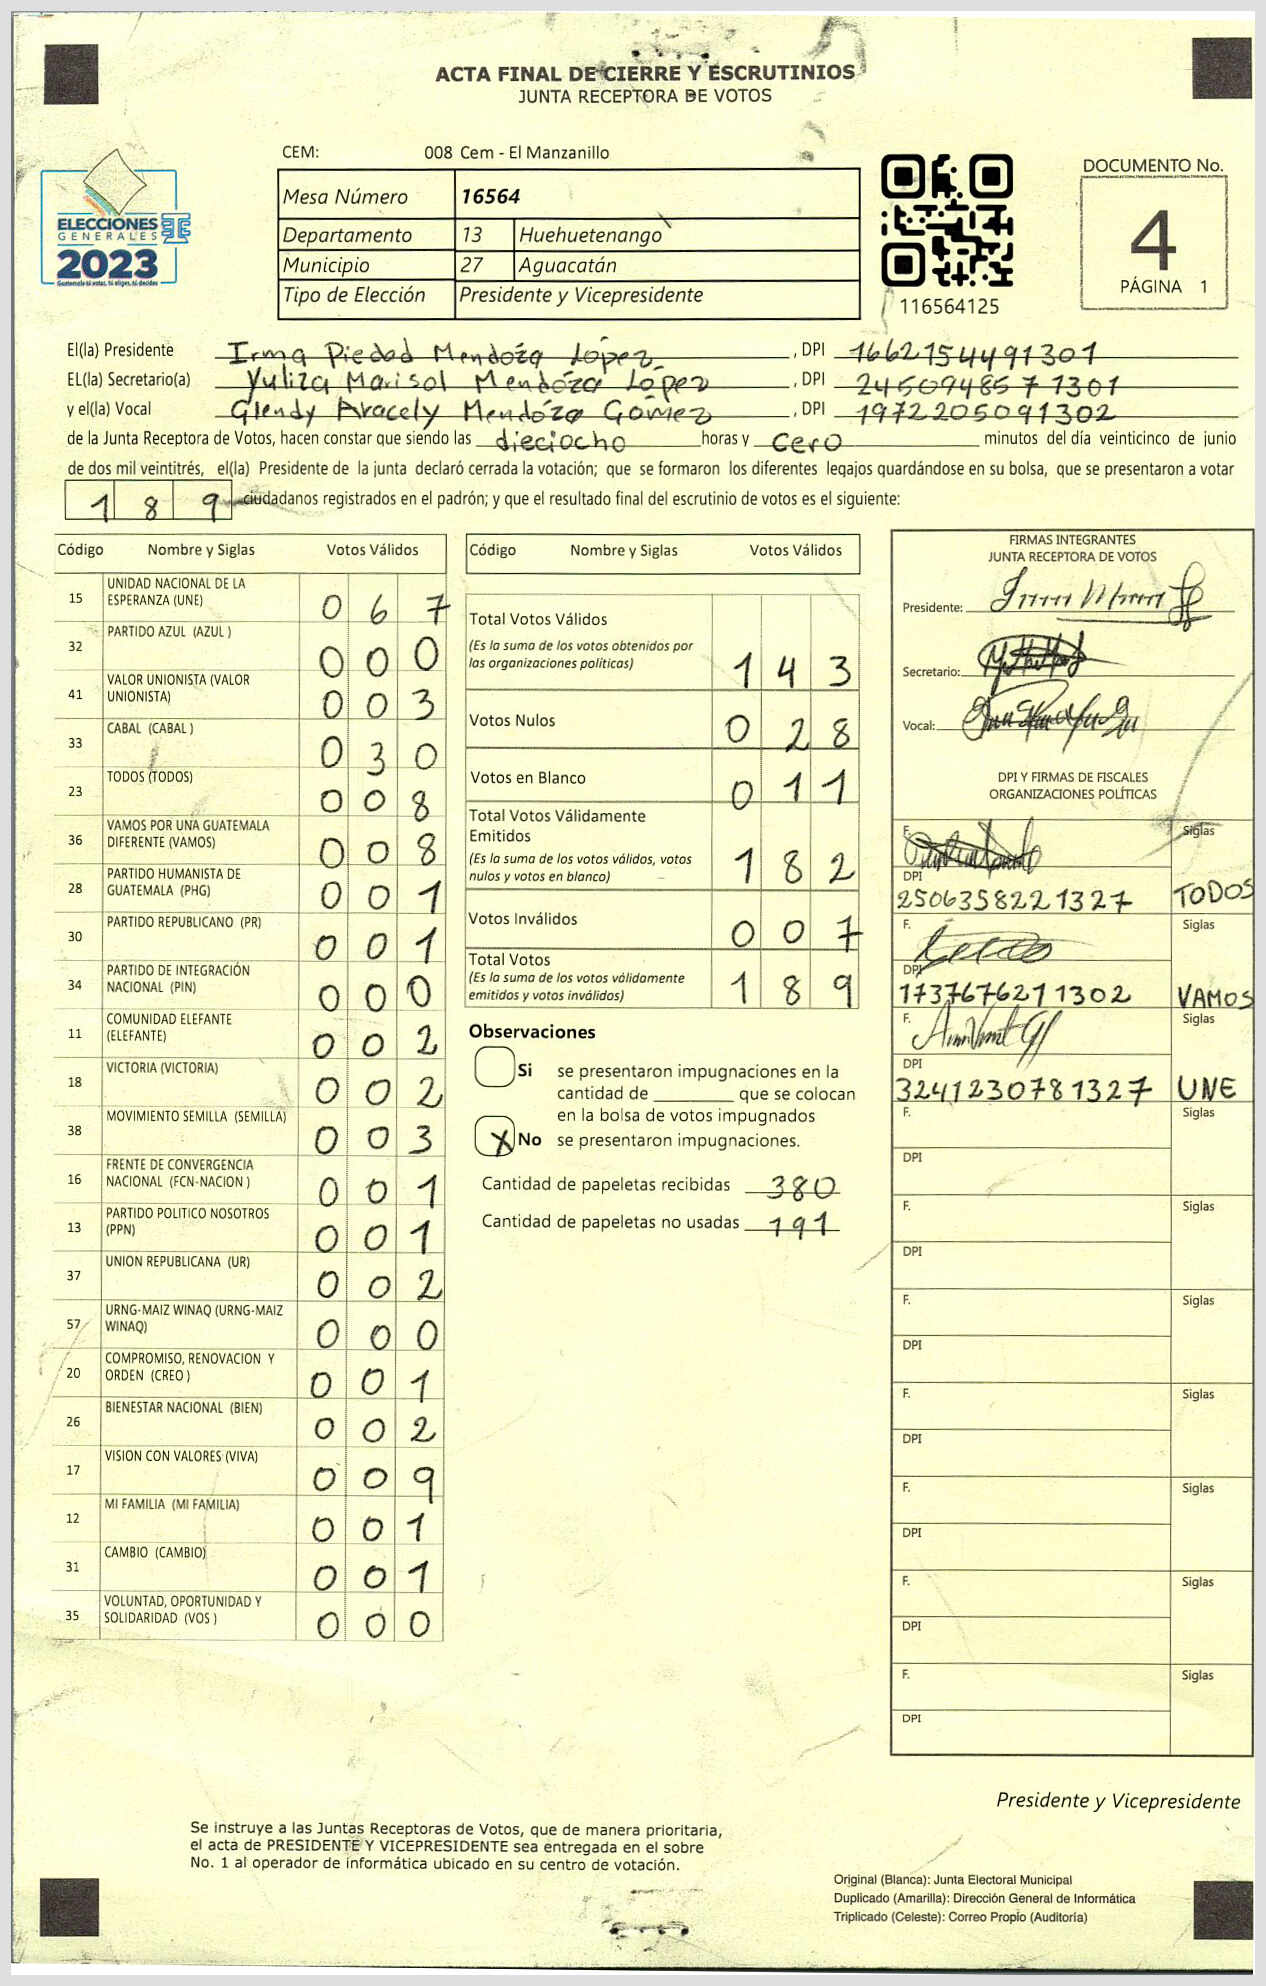 ACTA FINAL DE CIERRE Y ESCRUTINIOS
JUNTA RECEPTORA DE VOTOS
CEM: 008 Cem - El Manzanillo
Mesa Número 16564
Departamento 13 Huehuetenango
Municipio 27 Aguacatán
Tipo de Elección Presidente y Vicepresidente
ELECCIONES
GENERALES
2023
Guatemala tú votas, tú eliges, tú decides
116564125
DOCUMENTO No.
4
PÁGINA 1
El(la) Presidente Irma Piedad Mendoza López, DPI 1662154491301
EL(la) Secretario(a) Yuliza Marisol Mendóza López, DPI 2450948571301
y el(la) Vocal Glendy Aracely Mendóza Gómez, DPI 1972205091302
de la Junta Receptora de Votos, hacen constar que siendo las dieciocho horas y cero minutos del día veinticinco de junio
de dos mil veintitrés, el(la) Presidente de la junta declaró cerrada la votación; que se formaron los diferentes legajos quardándose en su bolsa, que se presentaron a votar
189 ciudadanos registrados en el padrón; y que el resultado final del escrutinio de votos es el siguiente:
Código Nombre y Siglas Votos Válidos
15 UNIDAD NACIONAL DE LA ESPERANZA (UNE) 0 6 7
32 PARTIDO AZUL (AZUL ) 0 0 0
41 VALOR UNIONISTA (VALOR UNIONISTA) 0 0 3
33 CABAL (CABAL ) 0 3 0
23 TODOS (TODOS) 0 0 8
36 VAMOS POR UNA GUATEMALA DIFERENTE (VAMOS) 0 0 8
28 PARTIDO HUMANISTA DE GUATEMALA (PHG) 0 0 1
30 PARTIDO REPUBLICANO (PR) 0 0 1
34 PARTIDO DE INTEGRACIÓN NACIONAL (PIN) 0 0 0
11 COMUNIDAD ELEFANTE (ELEFANTE) 0 0 2
18 VICTORIA (VICTORIA) 0 0 2
38 MOVIMIENTO SEMILLA (SEMILLA) 0 0 3
16 FRENTE DE CONVERGENCIA NACIONAL (FCN-NACION ) 0 0 1
13 PARTIDO POLITICO NOSOTROS (PPN) 0 0 1
37 UNION REPUBLICANA (UR) 0 0 2
57 URNG-MAIZ WINAQ (URNG-MAIZ WINAQ) 0 0 0
20 COMPROMISO, RENOVACION Y ORDEN (CREO ) 0 0 1
26 BIENESTAR NACIONAL (BIEN) 0 0 2
17 VISION CON VALORES (VIVA) 0 0 9
12 MI FAMILIA (MI FAMILIA) 0 0 1
31 CAMBIO (CAMBIO) 0 0 1
35 VOLUNTAD, OPORTUNIDAD Y SOLIDARIDAD (VOS ) 0 0 0
Código Nombre y Siglas Votos Válidos
Total Votos Válidos
(Es la suma de los votos obtenidos por
las organizaciones políticas) 1 4 3
Votos Nulos 0 2 8
Votos en Blanco 0 1 1
Total Votos Válidamente
Emitidos
(Es la suma de los votos válidos, votos
nulos y votos en blanco) 1 8 2
Votos Inválidos 0 0 7
Total Votos
(Es la suma de los votos válidamente
emitidos y votos inválidos) 1 8 9
Observaciones
Si se presentaron impugnaciones en la
cantidad de ________ que se colocan
en la bolsa de votos impugnados
X No se presentaron impugnaciones.
Cantidad de papeletas recibidas 380
Cantidad de papeletas no usadas 191
FIRMAS INTEGRANTES
JUNTA RECEPTORA DE VOTOS
Presidente:
Secretario:
Vocal:
DPI Y FIRMAS DE FISCALES
ORGANIZACIONES POLÍTICAS
F. Siglas
DPI
2506358221327 TODOS
F. Siglas
DPI
1737676211302 VAMOS
F. Siglas
DPI
3241230781327 UNE
F. Siglas
DPI
F. Siglas
DPI
F. Siglas
DPI
F. Siglas
DPI
F. Siglas
DPI
F. Siglas
DPI
F. Siglas
DPI
Presidente y Vicepresidente
Se instruye a las Juntas Receptoras de Votos, que de manera prioritaria,
el acta de PRESIDENTE Y VICEPRESIDENTE sea entregada en el sobre
No. 1 al operador de informática ubicado en su centro de votación.
Original (Blanca): Junta Electoral Municipal
Duplicado (Amarilla): Dirección General de Informática
Triplicado (Celeste): Correo Propio (Auditoría)